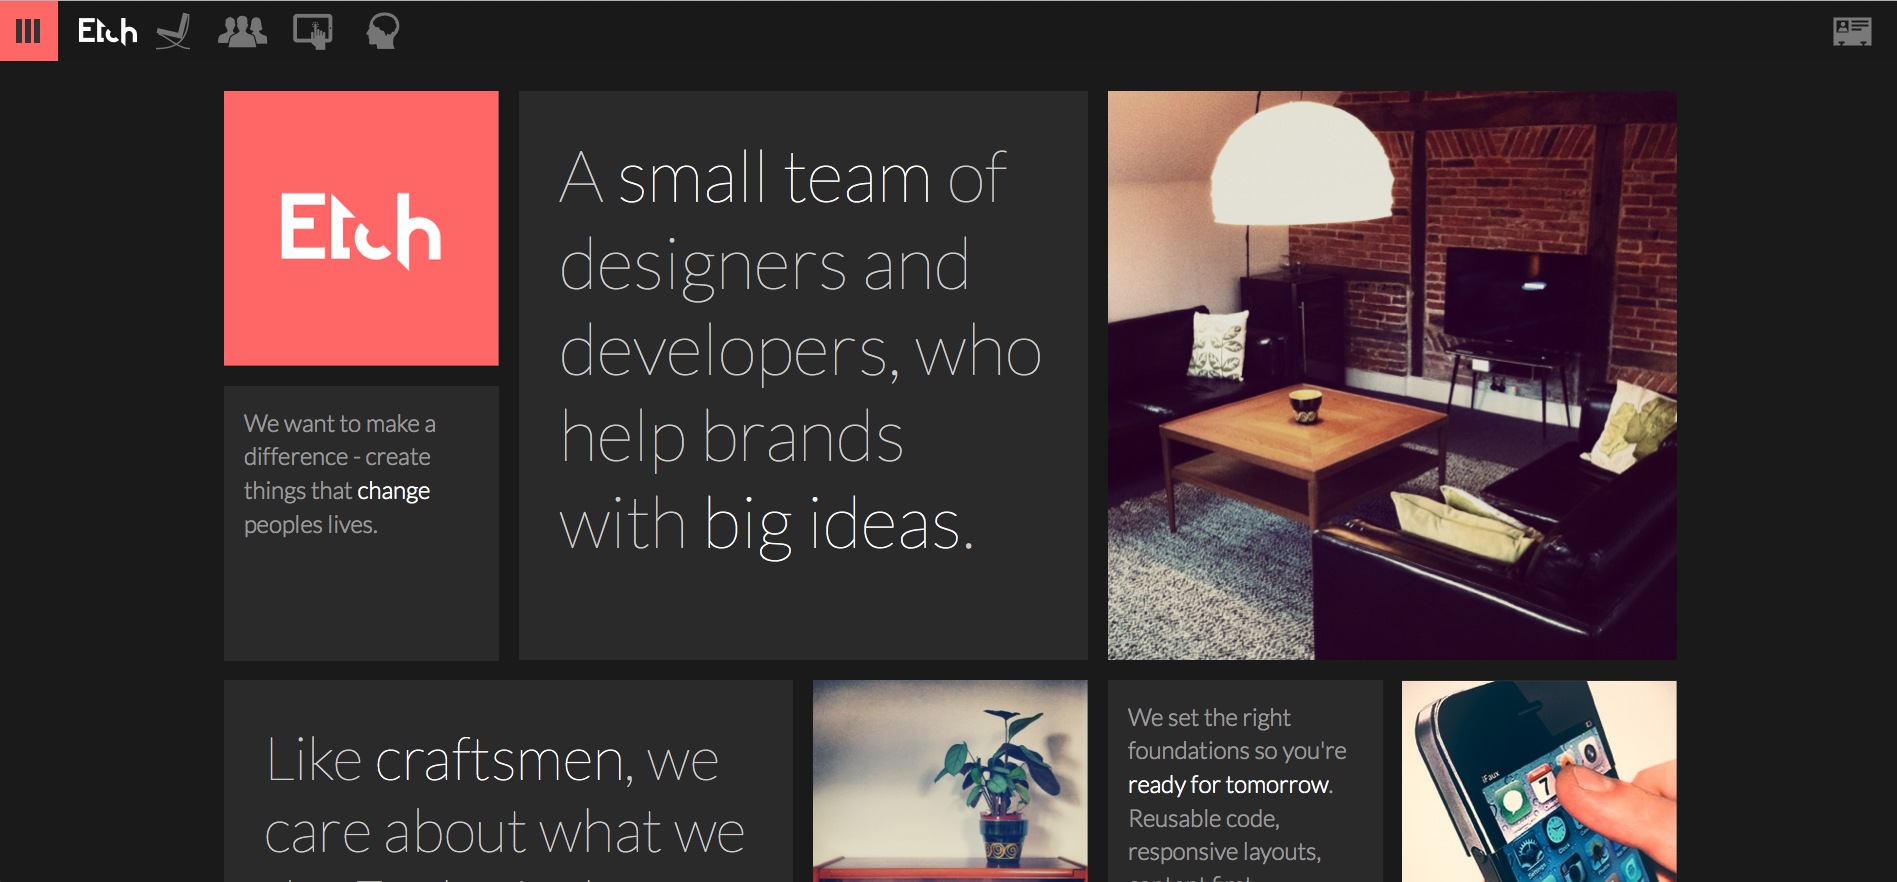 Etch
Etch
A small team of
designers and
developers, who
help brands
with big ideas.
We want to make a
difference - create
things that change
peoples lives.
Like craftsmen, we
care about what we
We set the right
foundations so you're
ready for tomorrow.
Reusable code,
responsive layouts,
iFaux
7